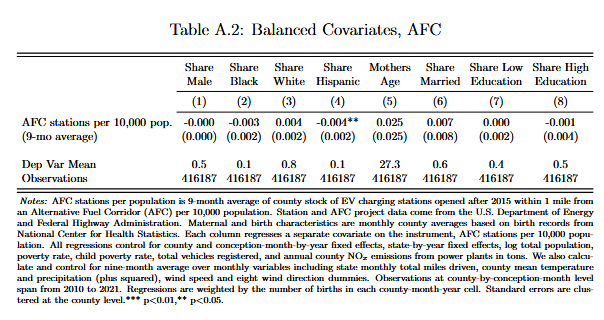 Table A.2: Balanced Covariates, AFC
Share Share Share Share Mothers Share Share Low Share High
Male Black White Hispanic Age Married Education Education
(1) (2) (3) (4) (5) (6) (7) (8)
AFC stations per 10,000 pop. -0.000 -0.003 0.004 -0.004** 0.025 0.007 0.000 -0.001
(9-mo average) (0.000) (0.002) (0.002) (0.002) (0.025) (0.008) (0.002) (0.004)
Dep Var Mean 0.5 0.1 0.8 0.1 27.3 0.6 0.4 0.5
Observations 416187 416187 416187 416187 416187 416187 416187 416187
Notes: AFC stations per population is 9-month average of county stock of EV charging stations opened after 2015 within 1 mile from
an Alternative Fuel Corridor (AFC) per 10,000 population. Station and AFC project data come from the U.S. Department of Energy
and Federal Highway Administration. Maternal and birth characteristics are monthly county averages based on birth records from
National Center for Health Statistics. Each column regresses a separate covariate on the instrument, AFC stations per 10,000 popu-
lation. All regressions control for county and conception-month-by-year fixed effects, state-by-year fixed effects, log total population,
poverty rate, child poverty rate, total vehicles registered, and annual county NO₂ emissions from power plants in tons. We also calcu-
late and control for nine-month average over monthly variables including state monthly total miles driven, county mean temperature
and precipitation (plus squared), wind speed and eight wind direction dummies. Observations at county-by-conception-month level
span from 2010 to 2021. Regressions are weighted by the number of births in each county-month-year cell. Standard errors are clus-
tered at the county level.*** p<0.01,** p<0.05.